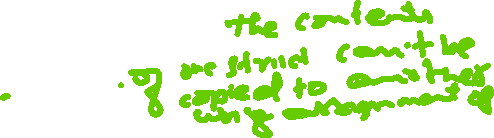 The contents
of one struct can't be
copied to another
using assignment of